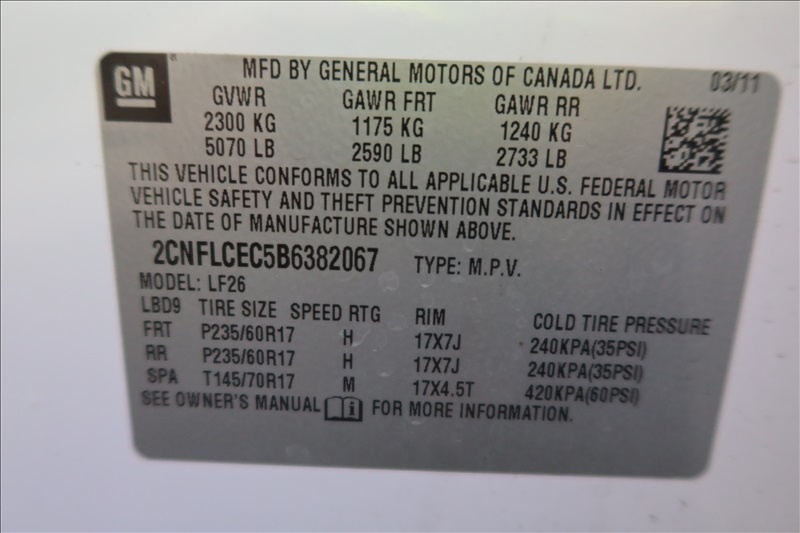 GM
MFD BY GENERAL MOTORS OF CANADA LTD. 03/11
GVWR GAWR FRT GAWR RR
2300 KG 1175 KG 1240 KG
5070 LB 2590 LB 2733 LB
THIS VEHICLE CONFORMS TO ALL APPLICABLE U.S. FEDERAL MOTOR
VEHICLE SAFETY AND THEFT PREVENTION STANDARDS IN EFFECT ON
THE DATE OF MANUFACTURE SHOWN ABOVE.
2CNFLCEC5B6382067 TYPE: M.P.V.
MODEL: LF26
LBD9 TIRE SIZE SPEED RTG RIM COLD TIRE PRESSURE
FRT P235/60R17 H 17X7J 240KPA(35PSI)
RR P235/60R17 H 17X7J 240KPA(35PSI)
SPA T145/70R17 M 17X4.5T 420KPA(60PSI)
SEE OWNER'S MANUAL i FOR MORE INFORMATION.